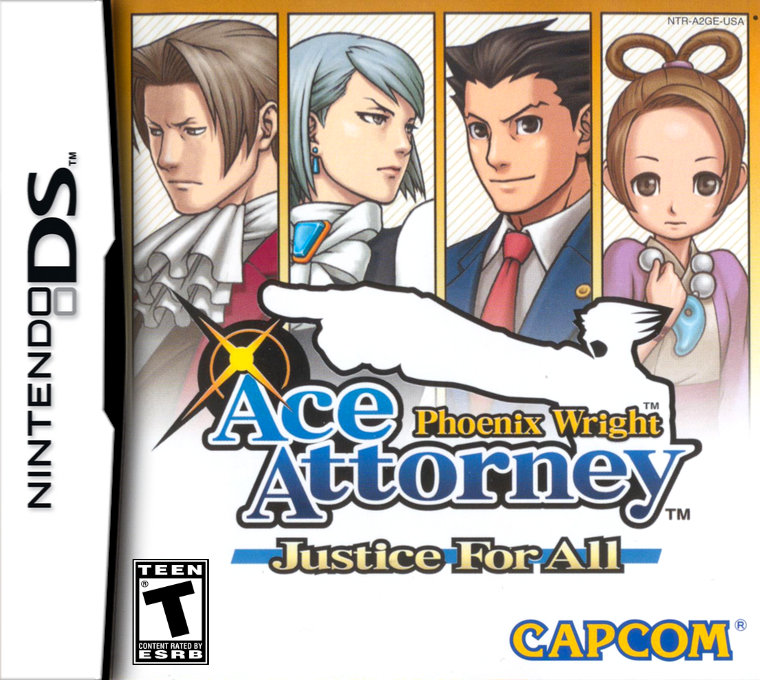 NTR-A2GE-USA
NINTENDO DS™
Ace
Phoenix Wright™
Attorney™
Justice For All
TEEN
T
®
CONTENT RATED BY
ESRB
CAPCOM®